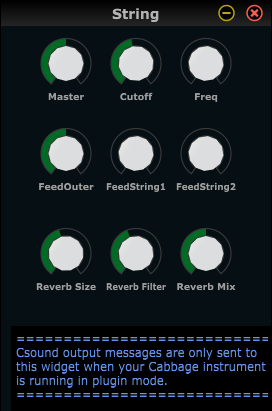 String
Master Cutoff Freq
FeedOuter FeedString1 FeedString2
Reverb Size Reverb Filter Reverb Mix
==============================
Csound output messages are only sent to
this widget when your Cabbage instrument
is running in plugin mode.
==============================